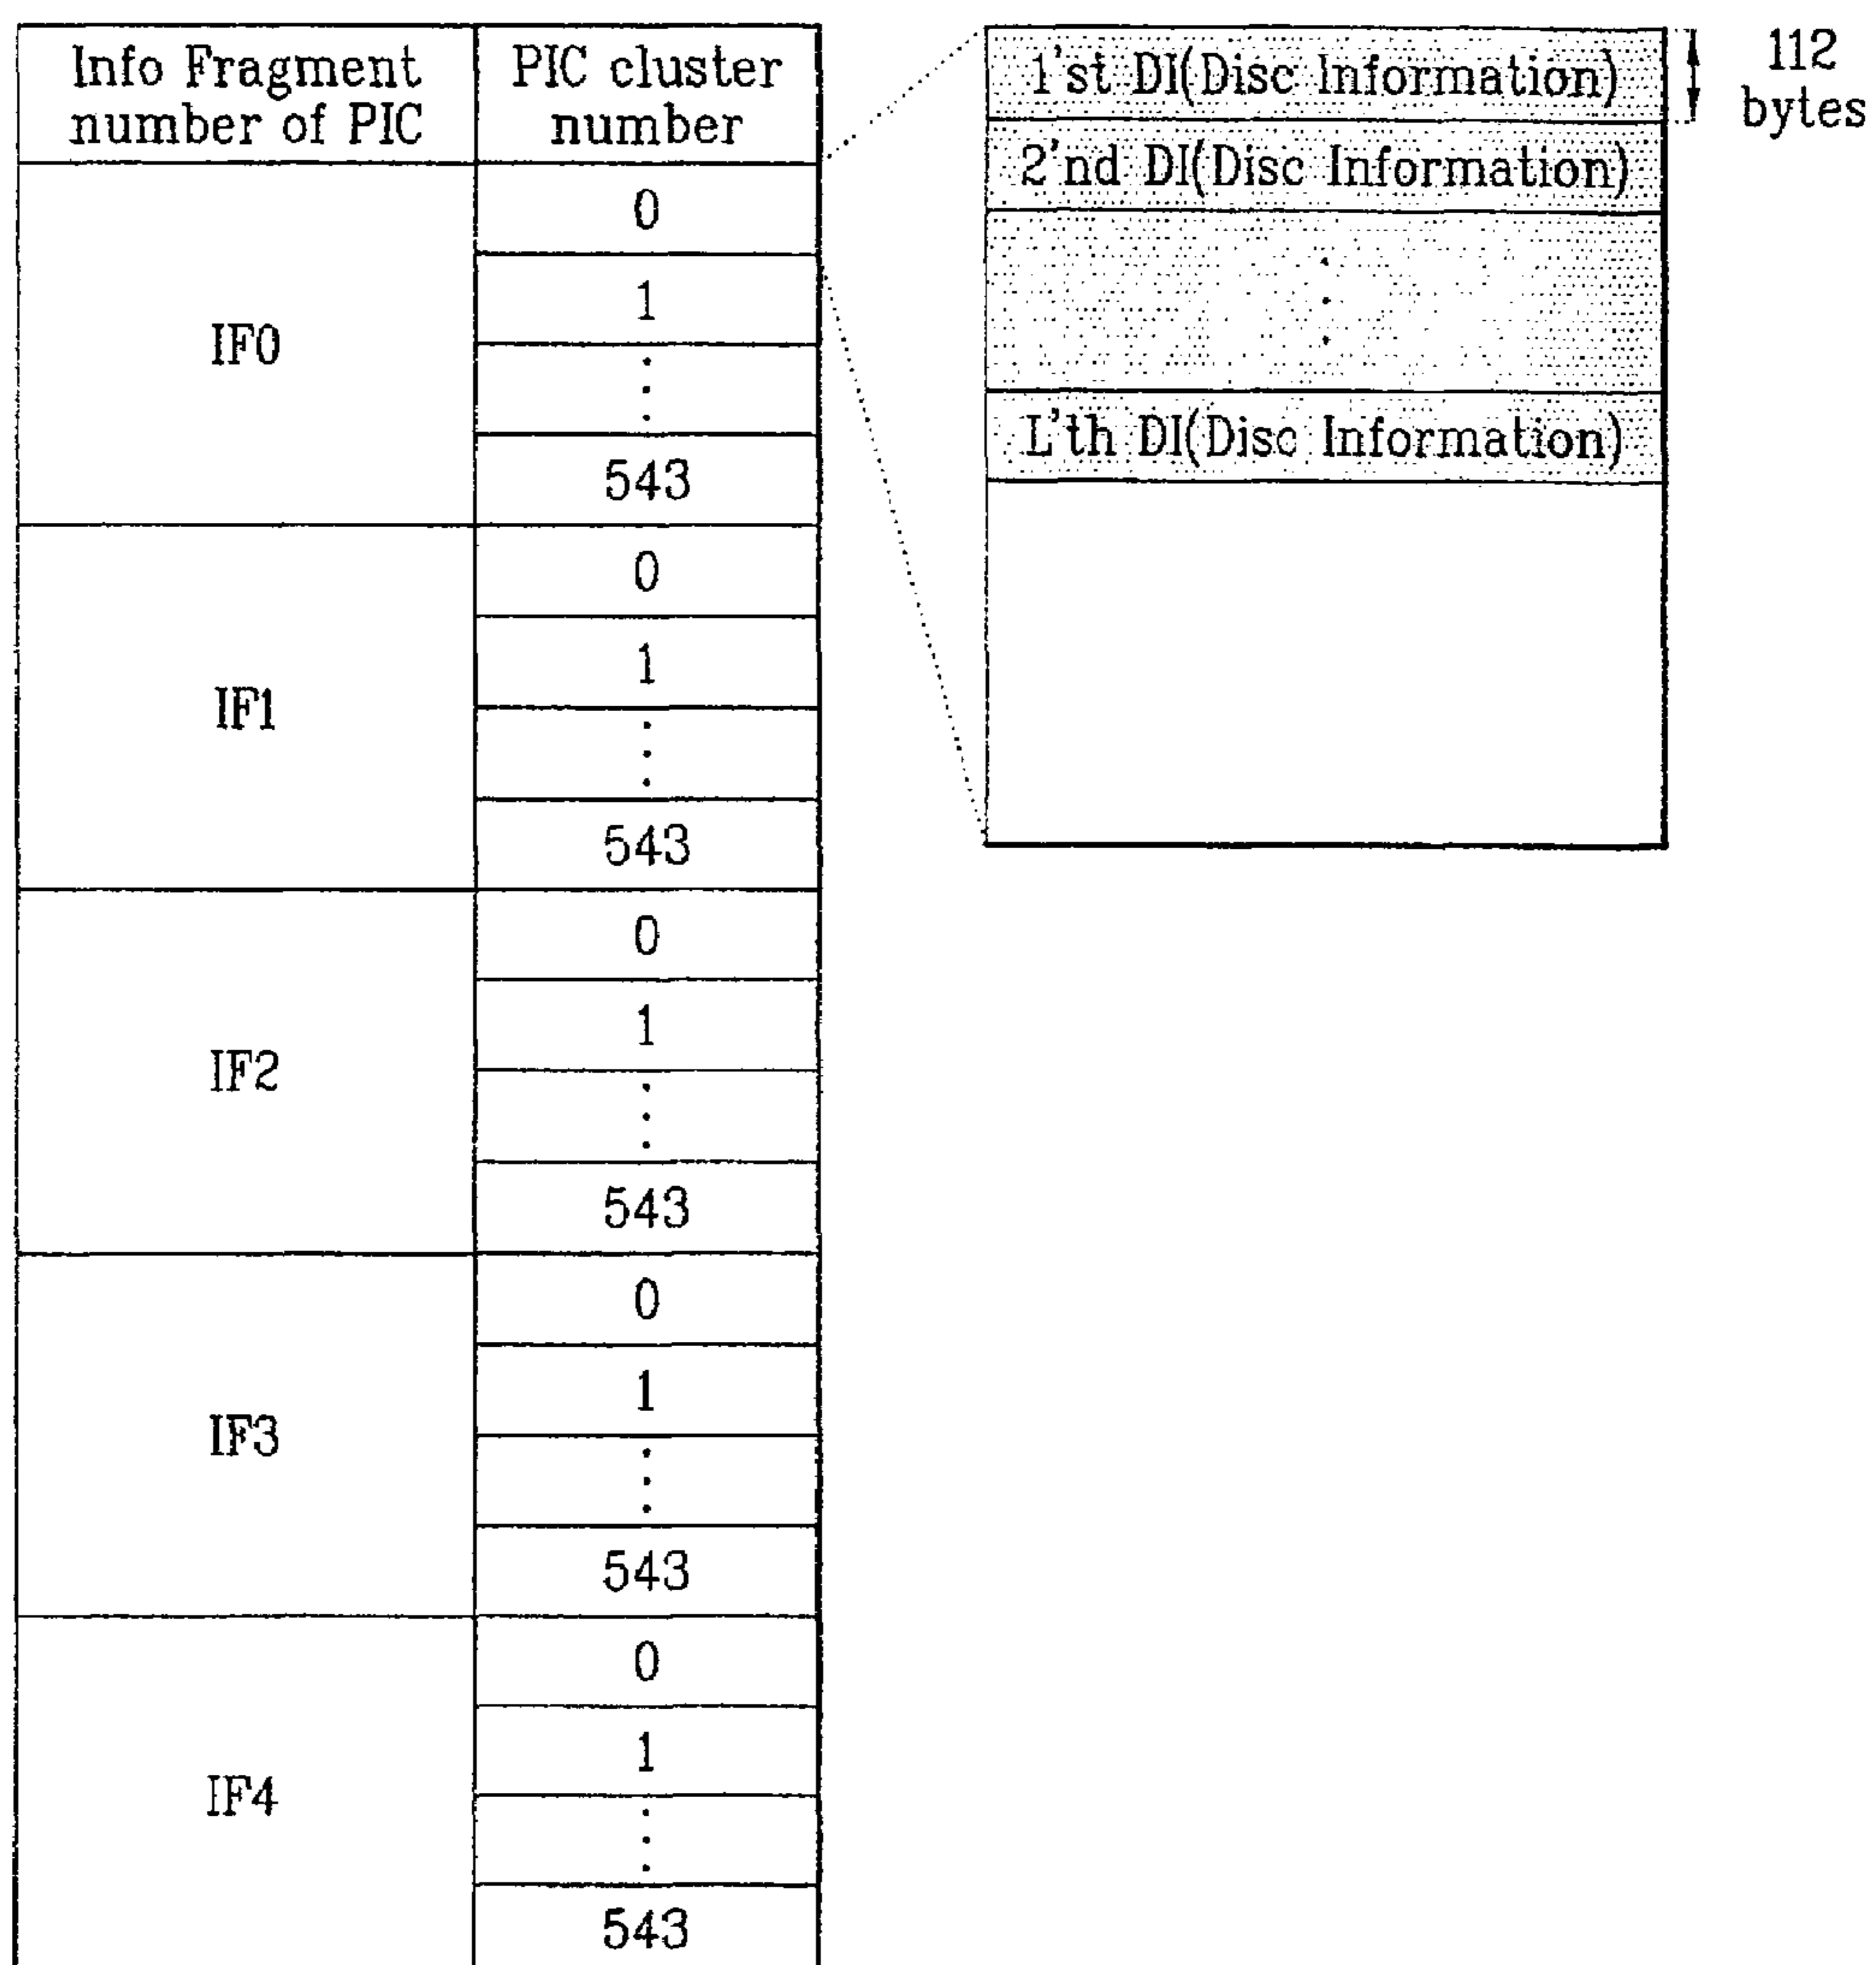 Info Fragment
number of PIC
PIC cluster
number
IF0
0
1
543
IF1
0
1
543
IF2
0
1
543
IF3
0
1
543
IF4
0
1
543
1'st DI(Disc Information)
2'nd DI(Disc Information)
L'th DI(Disc Information)
112
bytes